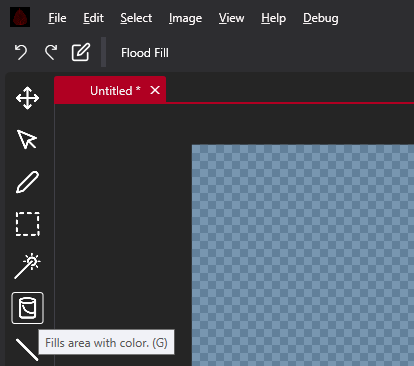 File Edit Select Image View Help Debug
Flood Fill
Untitled *
Fills area with color. (G)